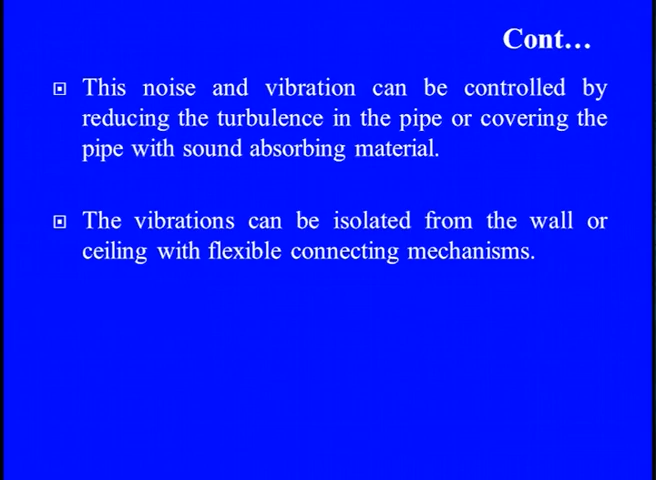 Cont…
This noise and vibration can be controlled by
reducing the turbulence in the pipe or covering the
pipe with sound absorbing material.
The vibrations can be isolated from the wall or
ceiling with flexible connecting mechanisms.